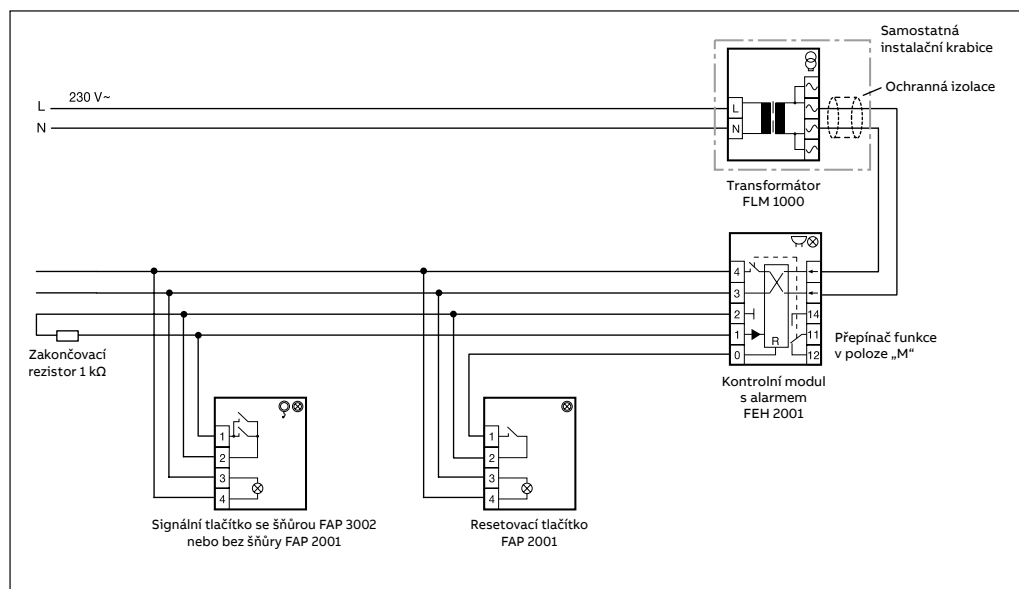 Samostatná
instalační krabice
Ochranná izolace
L 230 V~
N
L
N
Transformátor
FLM 1000
4
3
2
1
0
R
14
11
12
Přepínač funkce
v poloze „M“
Kontrolní modul
s alarmem
FEH 2001
Zakončovací
rezistor 1 kΩ
1
2
3
4
Signální tlačítko se šňůrou FAP 3002
nebo bez šňůry FAP 2001
1
2
3
4
Resetovací tlačítko
FAP 2001